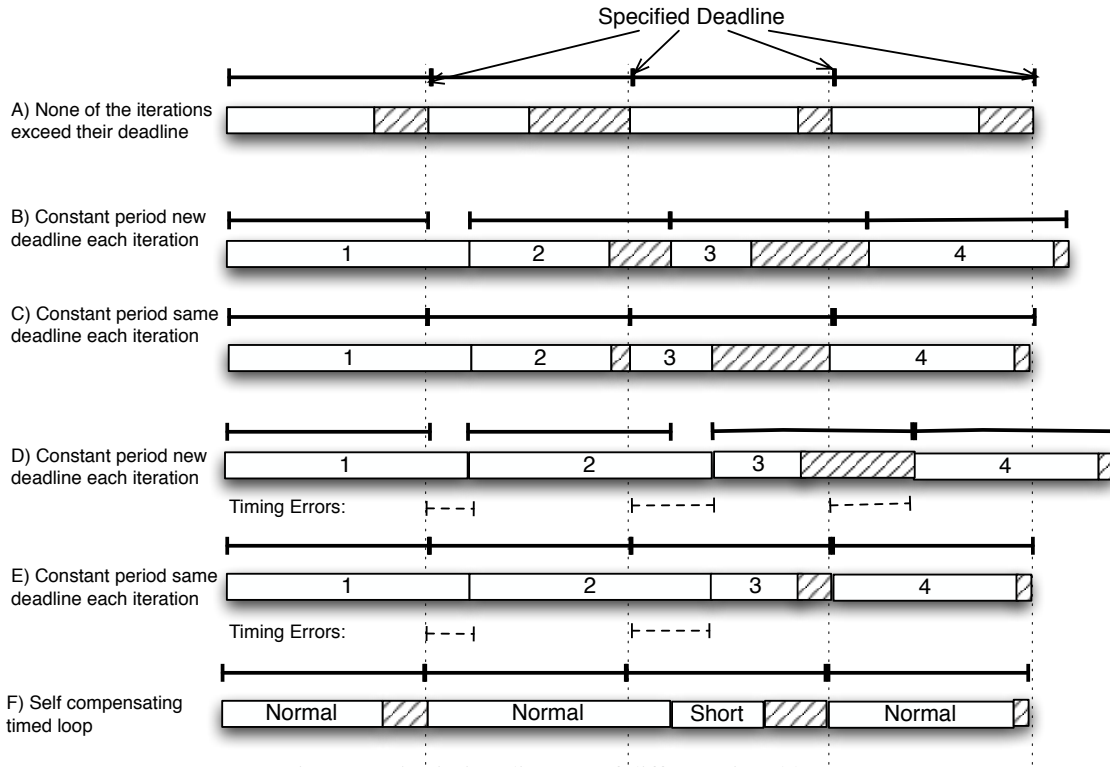 Specified Deadline
A) None of the iterations
exceed their deadline
B) Constant period new
deadline each iteration
1 2 3 4
C) Constant period same
deadline each iteration
1 2 3 4
D) Constant period new
deadline each iteration
1 2 3 4
Timing Errors:
E) Constant period same
deadline each iteration
1 2 3 4
Timing Errors:
F) Self compensating
timed loop
Normal Normal Short Normal